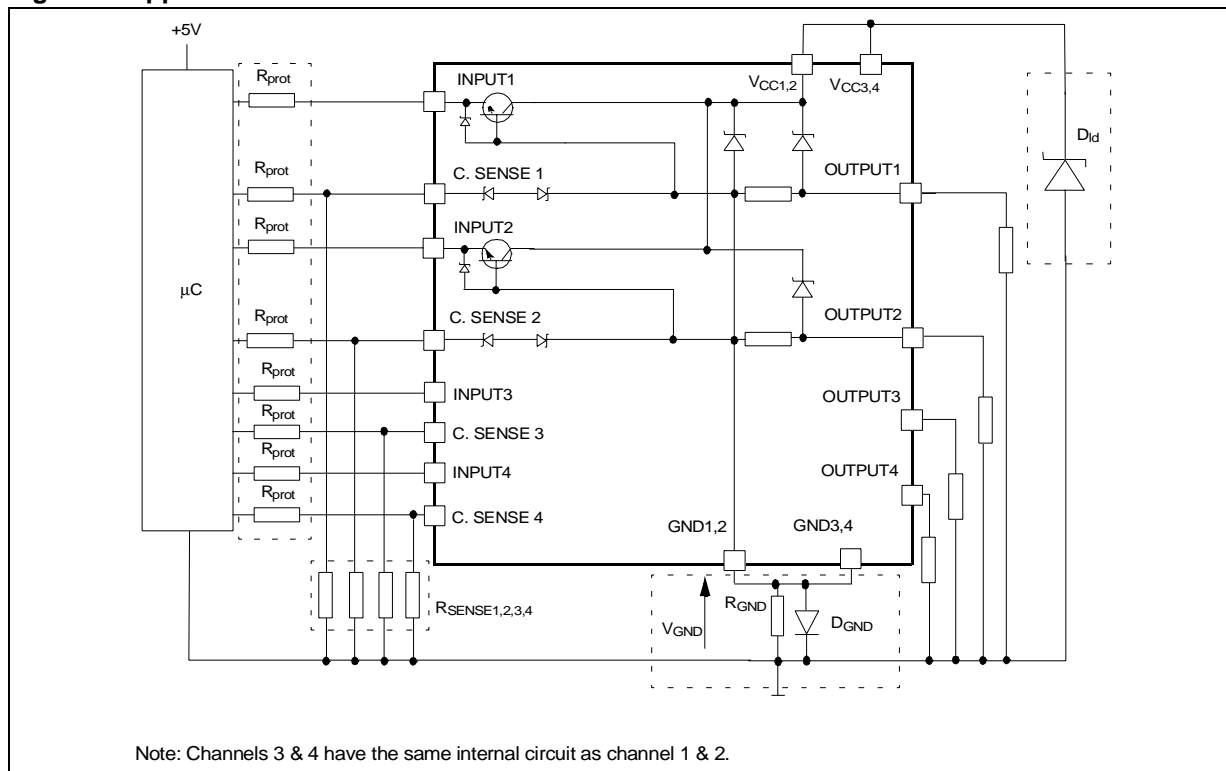 +5V
Rprot
INPUT1
VCC1,2
VCC3,4
Dld
Rprot
C. SENSE 1
OUTPUT1
Rprot
INPUT2
μC
Rprot
C. SENSE 2
OUTPUT2
Rprot
INPUT3
Rprot
C. SENSE 3
OUTPUT3
Rprot
INPUT4
Rprot
C. SENSE 4
OUTPUT4
GND1,2
GND3,4
RSENSE1,2,3,4
VGND
RGND
DGND
Note: Channels 3 & 4 have the same internal circuit as channel 1 & 2.